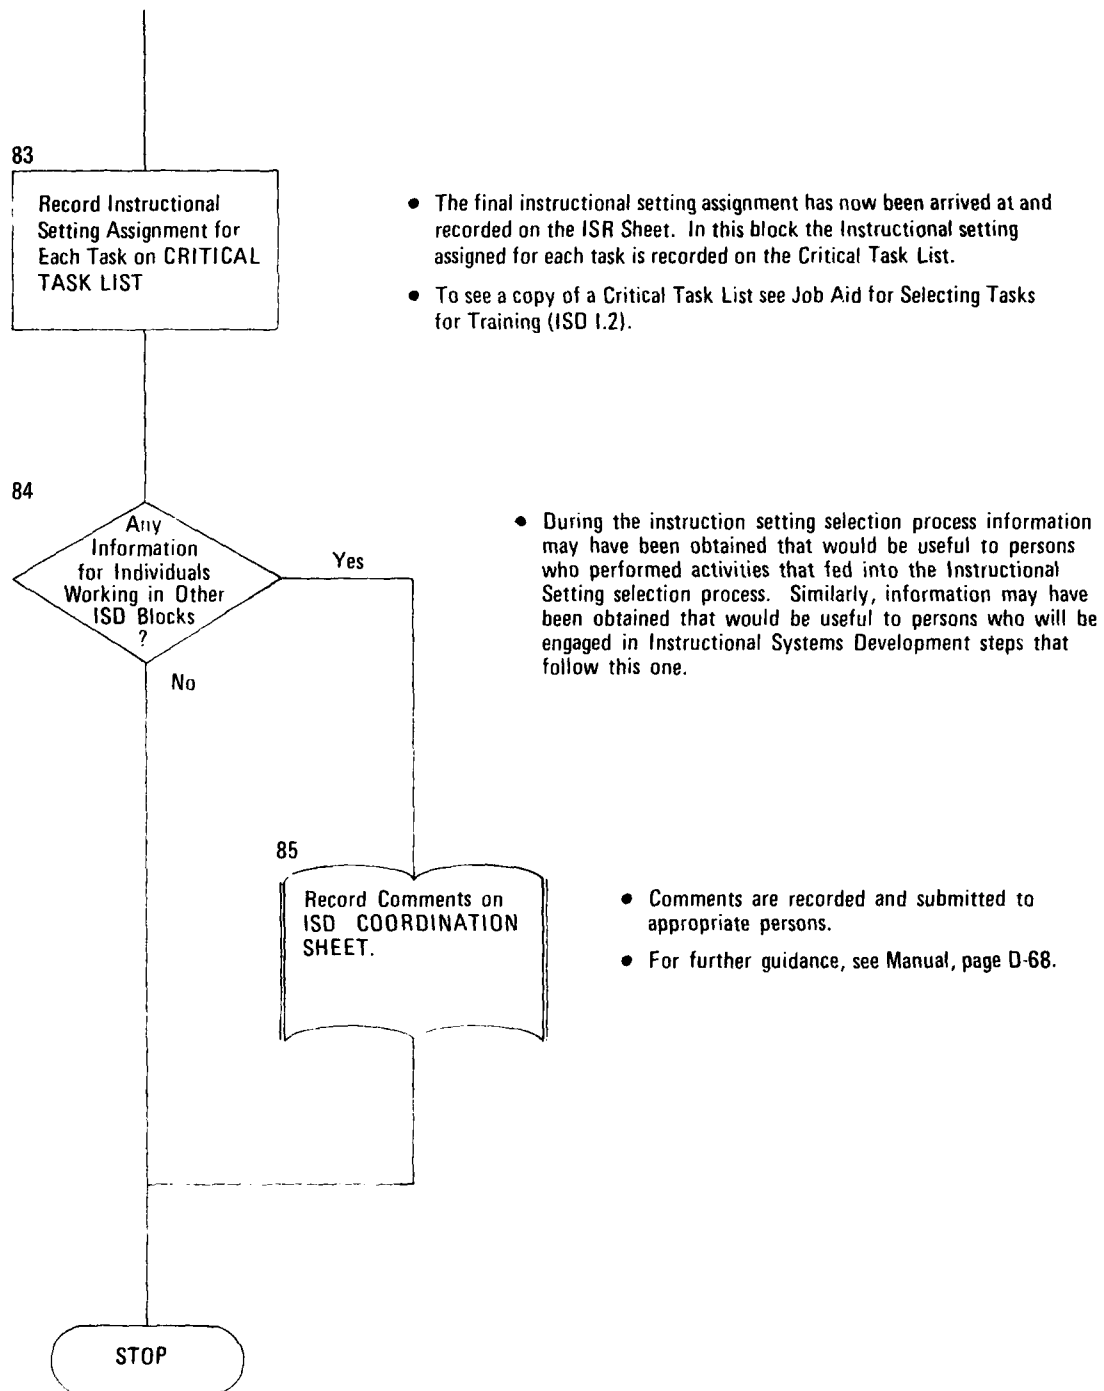 83
Record Instructional
Setting Assignment for
Each Task on CRITICAL
TASK LIST
• The final instructional setting assignment has now been arrived at and
recorded on the ISR Sheet. In this block the Instructional setting
assigned for each task is recorded on the Critical Task List.
• To see a copy of a Critical Task List see Job Aid for Selecting Tasks
for Training (ISD I.2).
84
Any
Information
for Individuals
Working in Other
ISD Blocks
?
Yes
No
• During the instruction setting selection process information
may have been obtained that would be useful to persons
who performed activities that fed into the Instructional
Setting selection process. Similarly, information may have
been obtained that would be useful to persons who will be
engaged in Instructional Systems Development steps that
follow this one.
85
Record Comments on
ISD COORDINATION
SHEET.
• Comments are recorded and submitted to
appropriate persons.
• For further guidance, see Manual, page D-68.
STOP